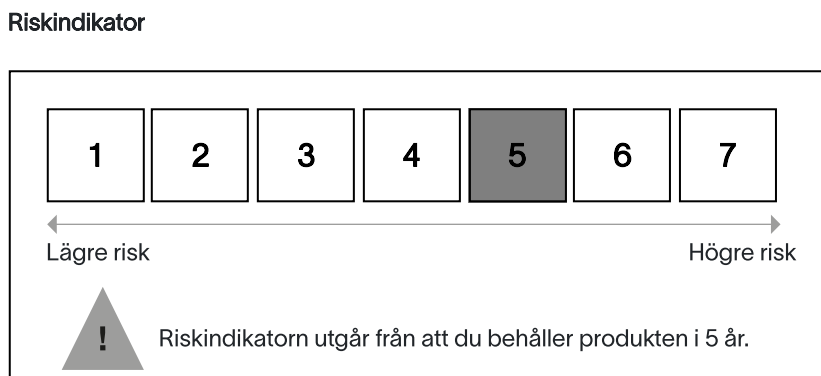 Riskindikator
1 2 3 4 5 6 7
Lägre risk Högre risk
! Riskindikatorn utgår från att du behåller produkten i 5 år.